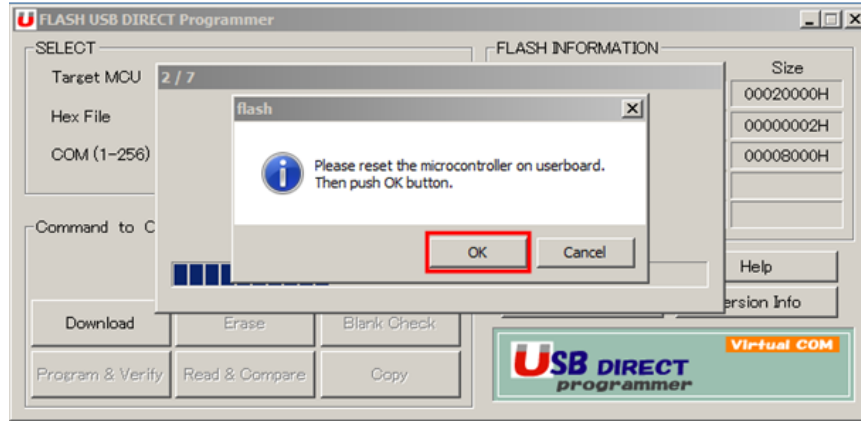 FLASH USB DIRECT Programmer
SELECT
FLASH INFORMATION
Target MCU
2 / 7
Size
00020000H
Hex File
flash
00000002H
COM (1-256)
Please reset the microcontroller on userboard.
Then push OK button.
00008000H
Command to C
OK
Cancel
Help
ersion Info
Download
Erase
Blank Check
Program & Verify
Read & Compare
Copy
Virtual COM
USB DIRECT
programmer